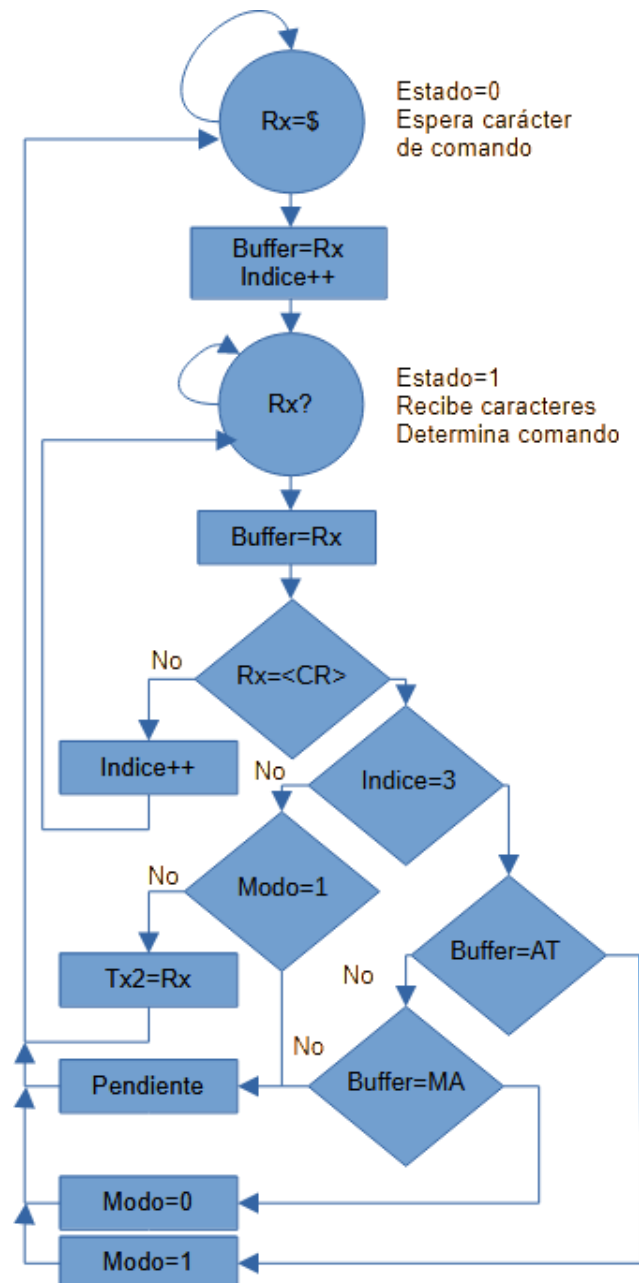 Rx=$
Estado=0
Espera carácter
de comando
Buffer=Rx
Indice++
Rx?
Estado=1
Recibe caracteres
Determina comando
Buffer=Rx
Rx=<CR>
No
Indice++
No
Indice=3
No
Modo=1
Buffer=AT
Tx2=Rx
No
No
Pendiente
Buffer=MA
Modo=0
Modo=1